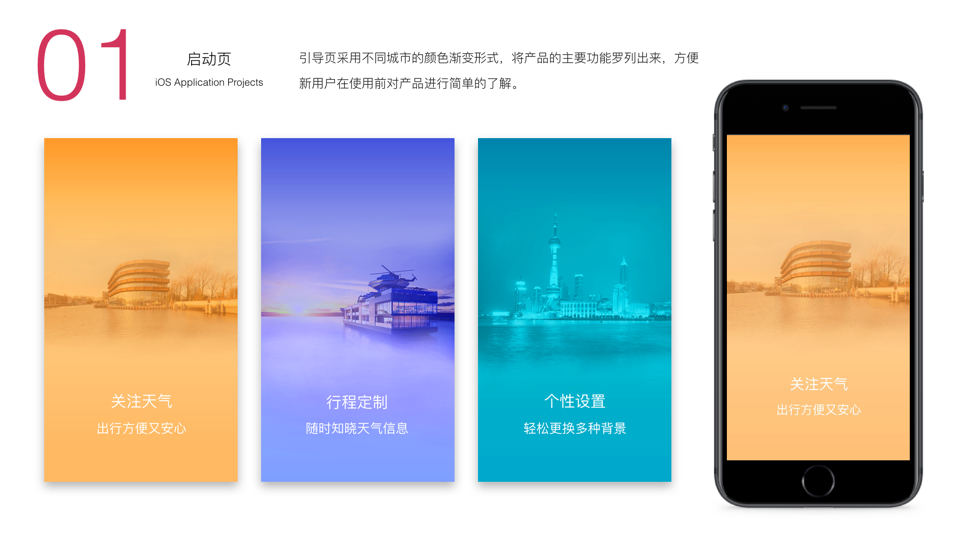 01
启动页
iOS Application Projects
引导页采用不同城市的颜色渐变形式，将产品的主要功能罗列出来，方便
新用户在使用前对产品进行简单的了解。
关注天气
出行方便又安心
行程定制
随时知晓天气信息
个性设置
轻松更换多种背景
关注天气
出行方便又安心